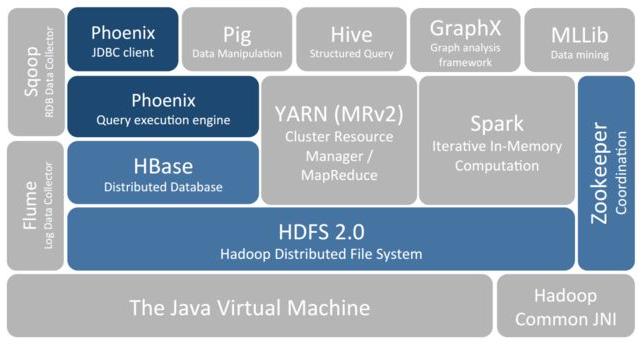 Sqoop
RDB Data Collector
Phoenix
JDBC client
Pig
Data Manipulation
Hive
Structured Query
GraphX
Graph analysis
framework
MLLib
Data mining
Phoenix
Query execution engine
YARN (MRv2)
Cluster Resource
Manager /
MapReduce
Spark
Iterative In-Memory
Computation
Zookeeper
Coordination
Flume
Log Data Collector
HBase
Distributed Database
HDFS 2.0
Hadoop Distributed File System
The Java Virtual Machine
Hadoop
Common JNI